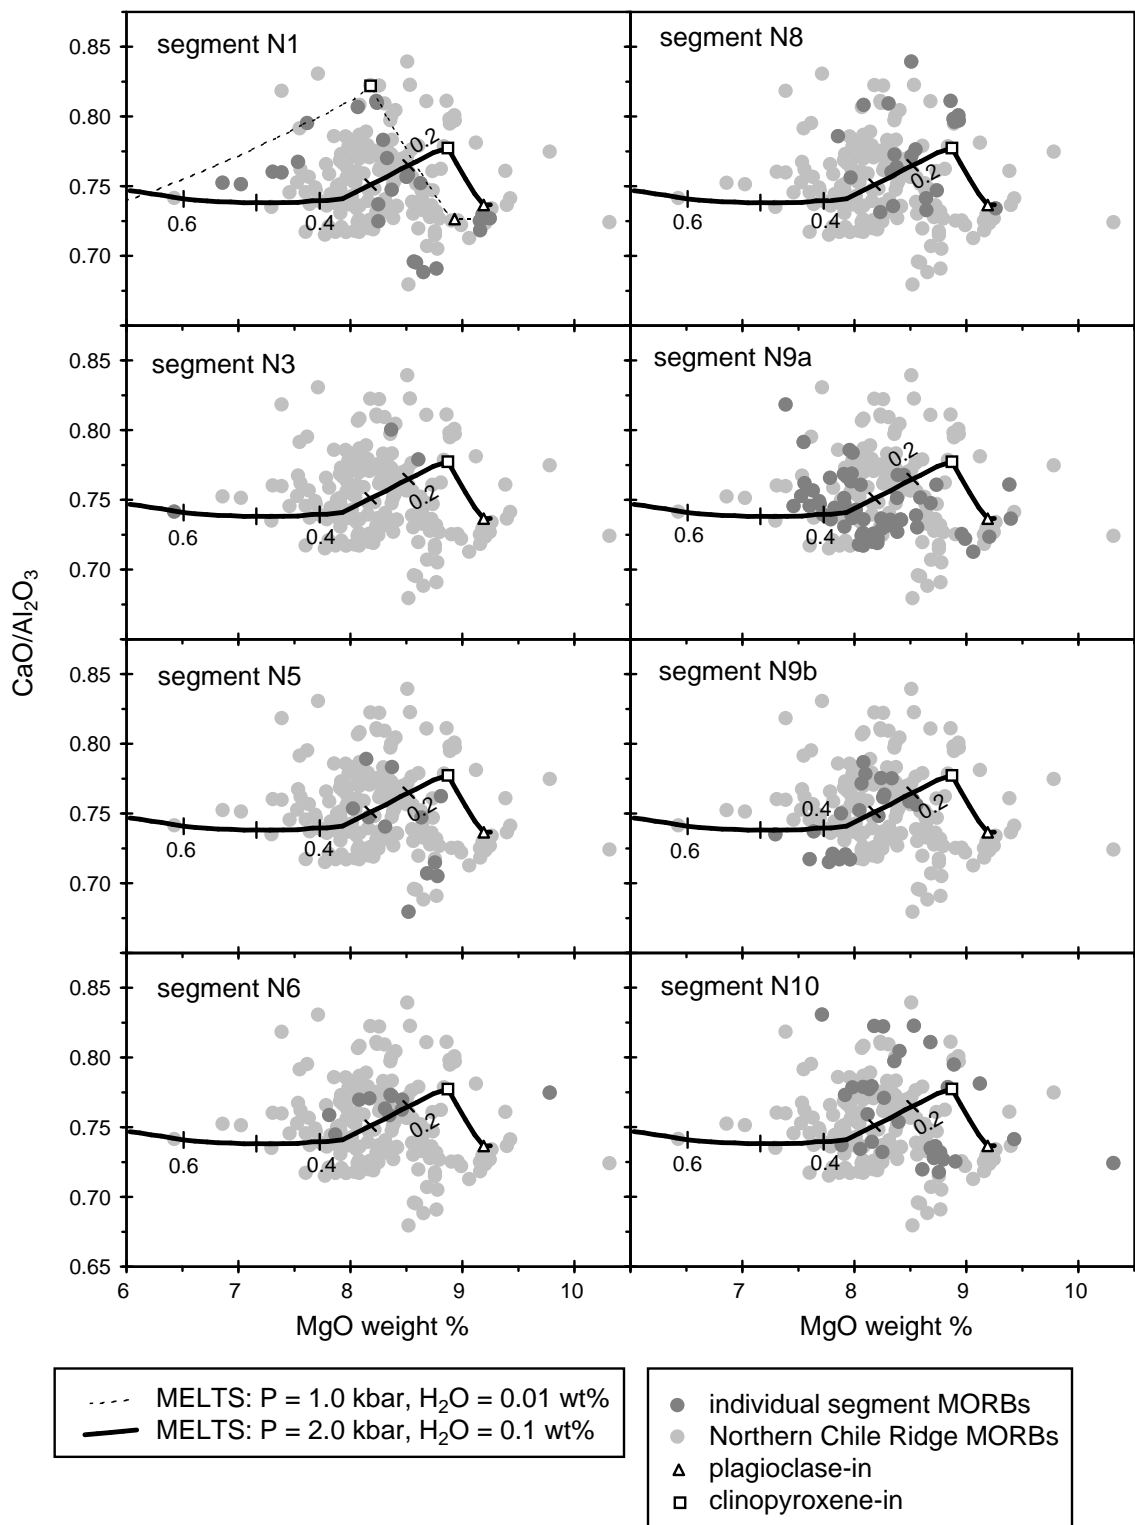 segment N1
segment N8
0.85
0.80
0.75
0.70
0.2
0.6
0.4
0.2
0.6
0.4
segment N3
segment N9a
0.85
0.80
0.75
0.70
0.2
0.6
0.4
0.2
0.6
0.4
segment N5
segment N9b
0.85
0.80
0.75
0.70
0.2
0.6
0.4
0.4
0.2
0.6
segment N6
segment N10
0.85
0.80
0.75
0.70
0.65
0.2
0.6
0.4
0.2
0.6
0.4
CaO/Al₂O₃
6 7 8 9 10
7 8 9 10
MgO weight %
MgO weight %
MELTS: P = 1.0 kbar, H₂O = 0.01 wt%
MELTS: P = 2.0 kbar, H₂O = 0.1 wt%
individual segment MORBs
Northern Chile Ridge MORBs
plagioclase-in
clinopyroxene-in